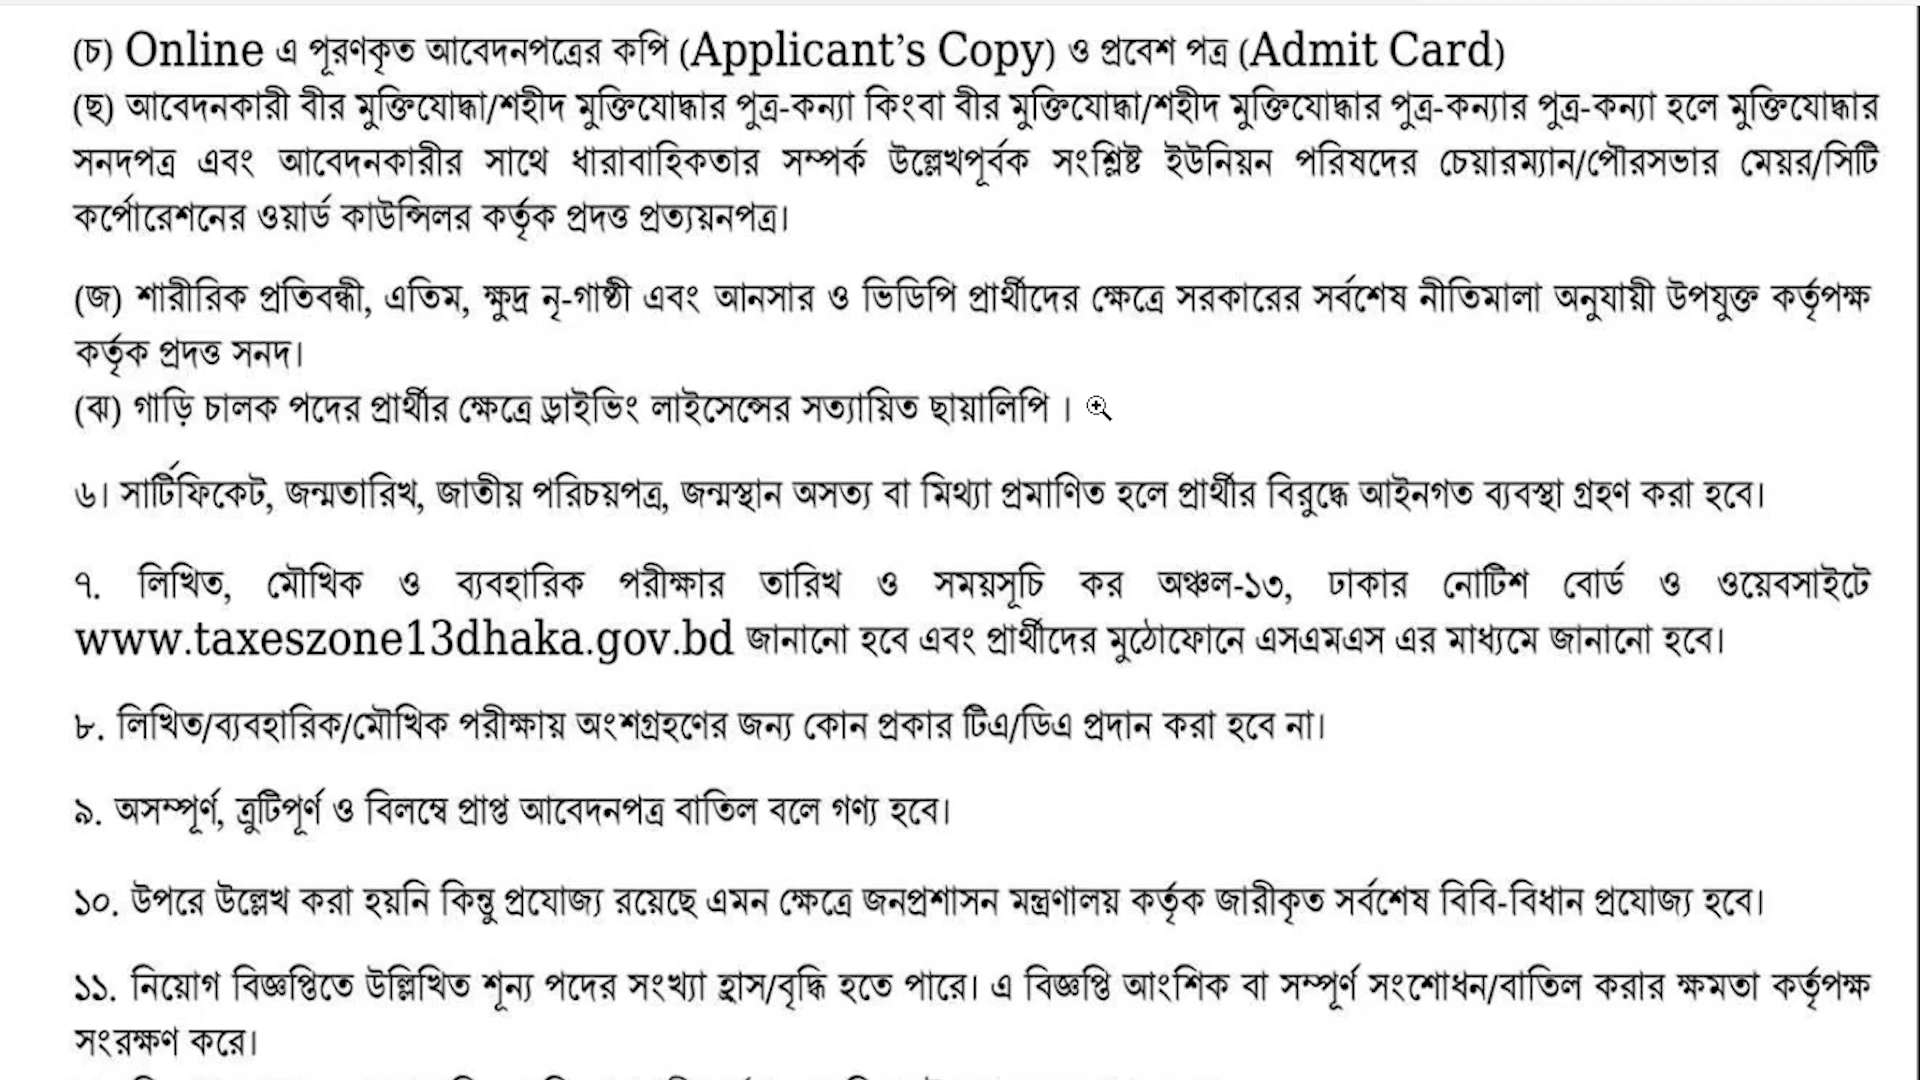 (চ) Online এ পূরণকৃত আবেদনপত্রের কপি (Applicant’s Copy) ও প্রবেশ পত্র (Admit Card)
(ছ) আবেদনকারী বীর মুক্তিযোদ্ধা/শহীদ মুক্তিযোদ্ধার পুত্র-কন্যা কিংবা বীর মুক্তিযোদ্ধা/শহীদ মুক্তিযোদ্ধার পুত্র-কন্যার পুত্র-কন্যা হলে মুক্তিযোদ্ধার
সনদপত্র এবং আবেদনকারীর সাথে ধারাবাহিকতার সম্পর্ক উল্লেখপূর্বক সংশ্লিষ্ট ইউনিয়ন পরিষদের চেয়ারম্যান/পৌরসভার মেয়র/সিটি
কর্পোরেশনের ওয়ার্ড কাউন্সিলর কর্তৃক প্রদত্ত প্রত্যয়নপত্র।
(জ) শারীরিক প্রতিবন্ধী, এতিম, ক্ষুদ্র নৃ-গাষ্ঠী এবং আনসার ও ভিডিপি প্রার্থীদের ক্ষেত্রে সরকারের সর্বশেষ নীতিমালা অনুযায়ী উপযুক্ত কর্তৃপক্ষ
কর্তৃক প্রদত্ত সনদ।
(ঝ) গাড়ি চালক পদের প্রার্থীর ক্ষেত্রে ড্রাইভিং লাইসেন্সের সত্যায়িত ছায়ালিপি ।
৬। সার্টিফিকেট, জন্মতারিখ, জাতীয় পরিচয়পত্র, জন্মস্থান অসত্য বা মিথ্যা প্রমাণিত হলে প্রার্থীর বিরুদ্ধে আইনগত ব্যবস্থা গ্রহণ করা হবে।
৭. লিখিত, মৌখিক ও ব্যবহারিক পরীক্ষার তারিখ ও সময়সূচি কর অঞ্চল-১৩, ঢাকার নোটিশ বোর্ড ও ওয়েবসাইটে
www.taxeszone13dhaka.gov.bd জানানো হবে এবং প্রার্থীদের মুঠোফোনে এসএমএস এর মাধ্যমে জানানো হবে।
৮. লিখিত/ব্যবহারিক/মৌখিক পরীক্ষায় অংশগ্রহণের জন্য কোন প্রকার টিএ/ডিএ প্রদান করা হবে না।
৯. অসম্পূর্ণ, ত্রুটিপূর্ণ ও বিলম্বে প্রাপ্ত আবেদনপত্র বাতিল বলে গণ্য হবে।
১০. উপরে উল্লেখ করা হয়নি কিন্তু প্রযোজ্য রয়েছে এমন ক্ষেত্রে জনপ্রশাসন মন্ত্রণালয় কর্তৃক জারীকৃত সর্বশেষ বিবি-বিধান প্রযোজ্য হবে।
১১. নিয়োগ বিজ্ঞপ্তিতে উল্লিখিত শূন্য পদের সংখ্যা হ্রাস/বৃদ্ধি হতে পারে। এ বিজ্ঞপ্তি আংশিক বা সম্পূর্ণ সংশোধন/বাতিল করার ক্ষমতা কর্তৃপক্ষ
সংরক্ষণ করে।